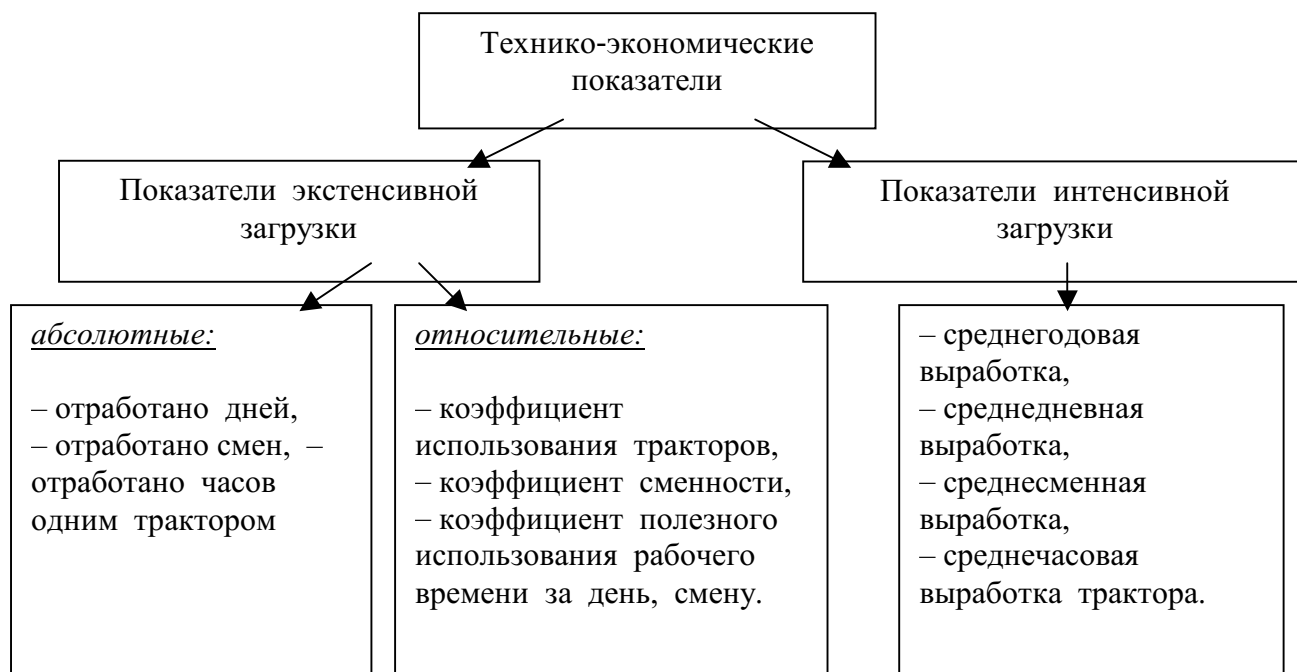 Технико-экономические
показатели
Показатели экстенсивной
загрузки
Показатели интенсивной
загрузки
абсолютные:
– отработано дней,
– отработано смен, –
отработано часов
одним трактором
относительные:
– коэффициент
использования тракторов,
– коэффициент сменности,
– коэффициент полезного
использования рабочего
времени за день, смену.
– среднегодовая
выработка,
– среднедневная
выработка,
– среднесменная
выработка,
– среднечасовая
выработка трактора.